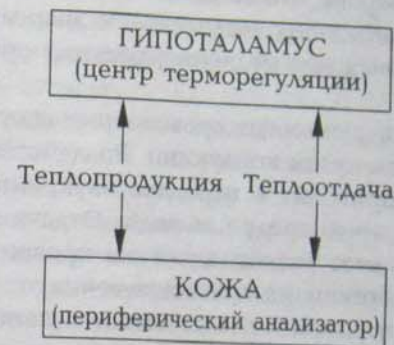 ГИПОТАЛАМУС
(центр терморегуляции)
Теплопродукция Теплоотдача
КОЖА
(периферический анализатор)